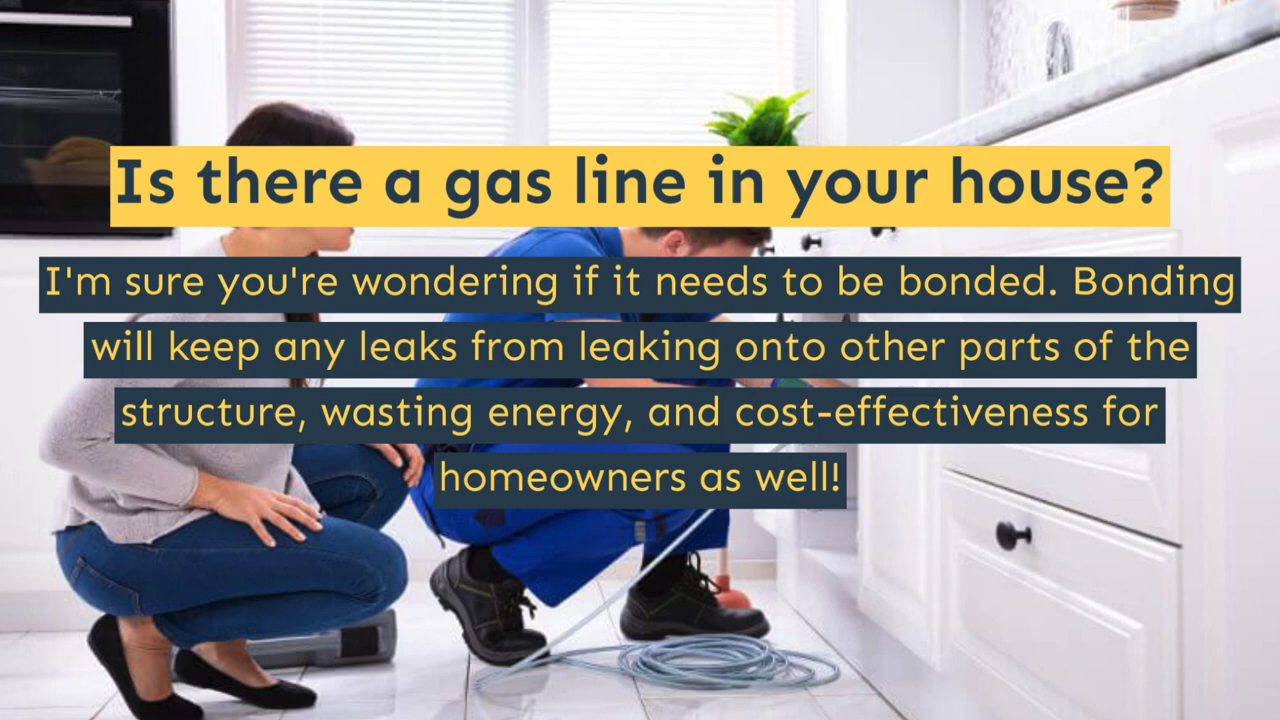 Is there a gas line in your house?
I'm sure you're wondering if it needs to be bonded. Bonding
will keep any leaks from leaking onto other parts of the
structure, wasting energy, and cost-effectiveness for
homeowners as well!